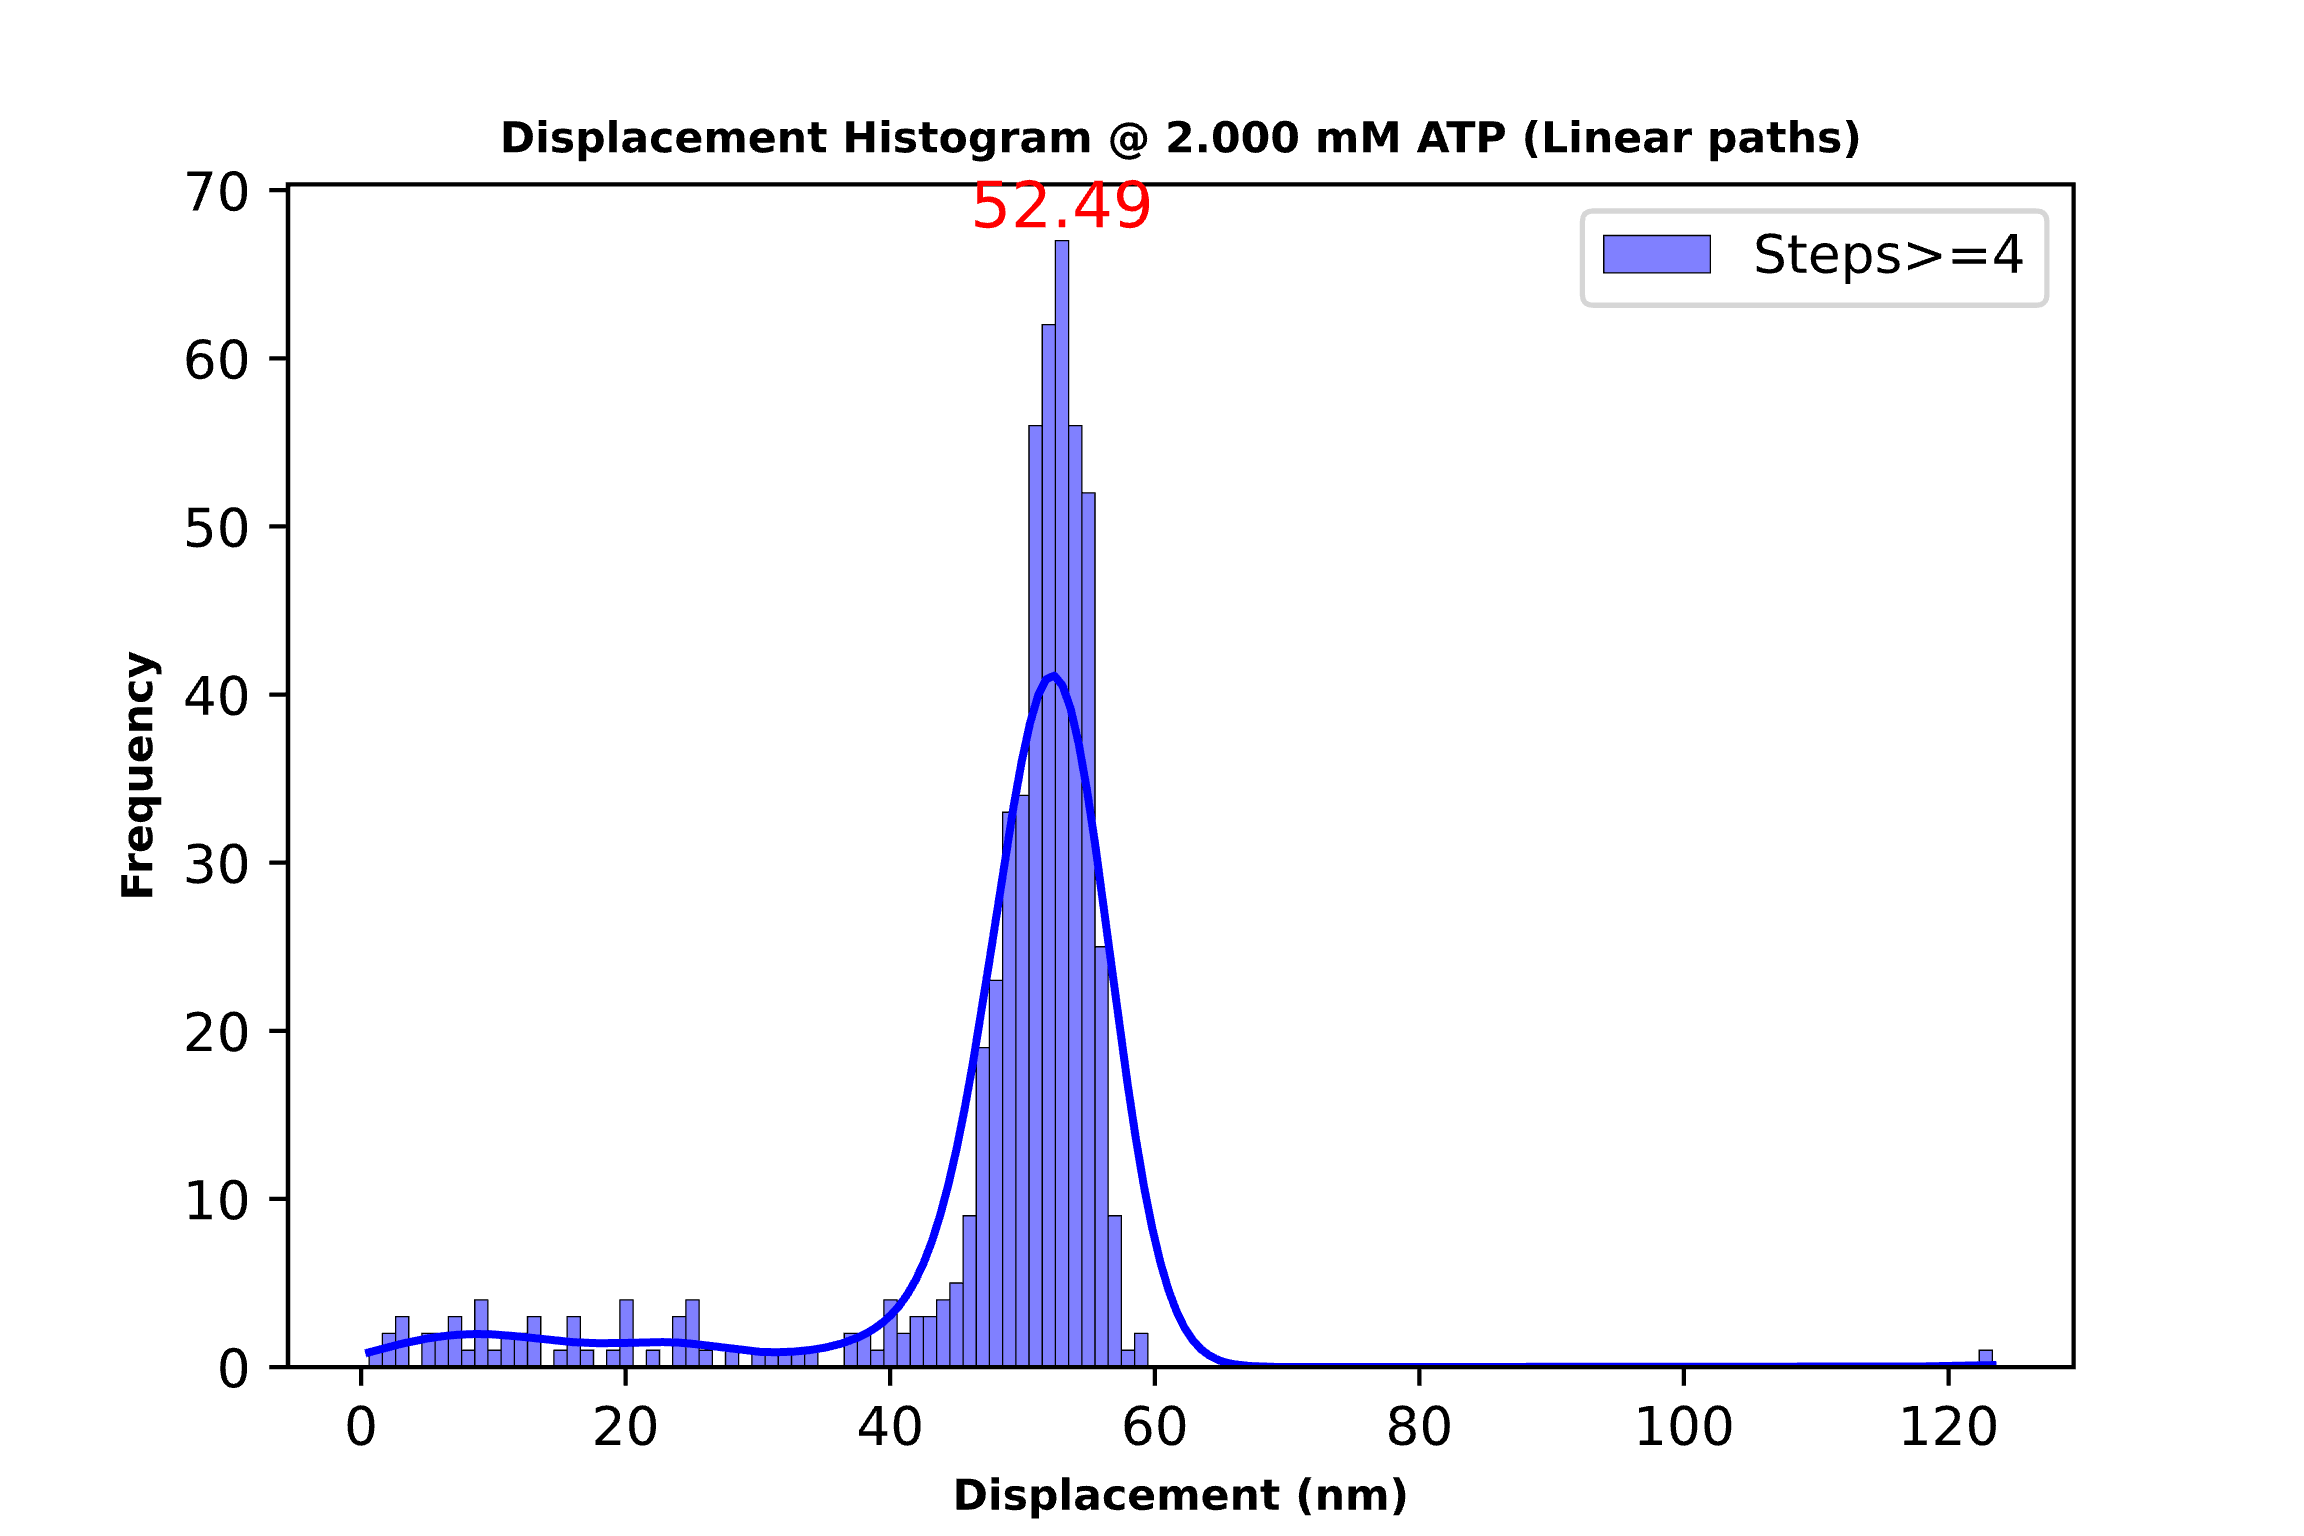 Displacement Histogram @ 2.000 mM ATP (Linear paths)
52.49
Steps>=4
Frequency
70
60
50
40
30
20
10
0
0 20 40 60 80 100 120
Displacement (nm)